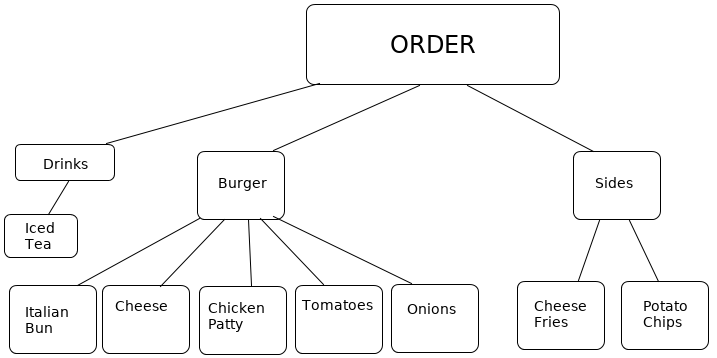 ORDER
Drinks
Burger
Sides
Iced
Tea
Italian
Bun
Cheese
Chicken
Patty
Tomatoes
Onions
Cheese
Fries
Potato
Chips